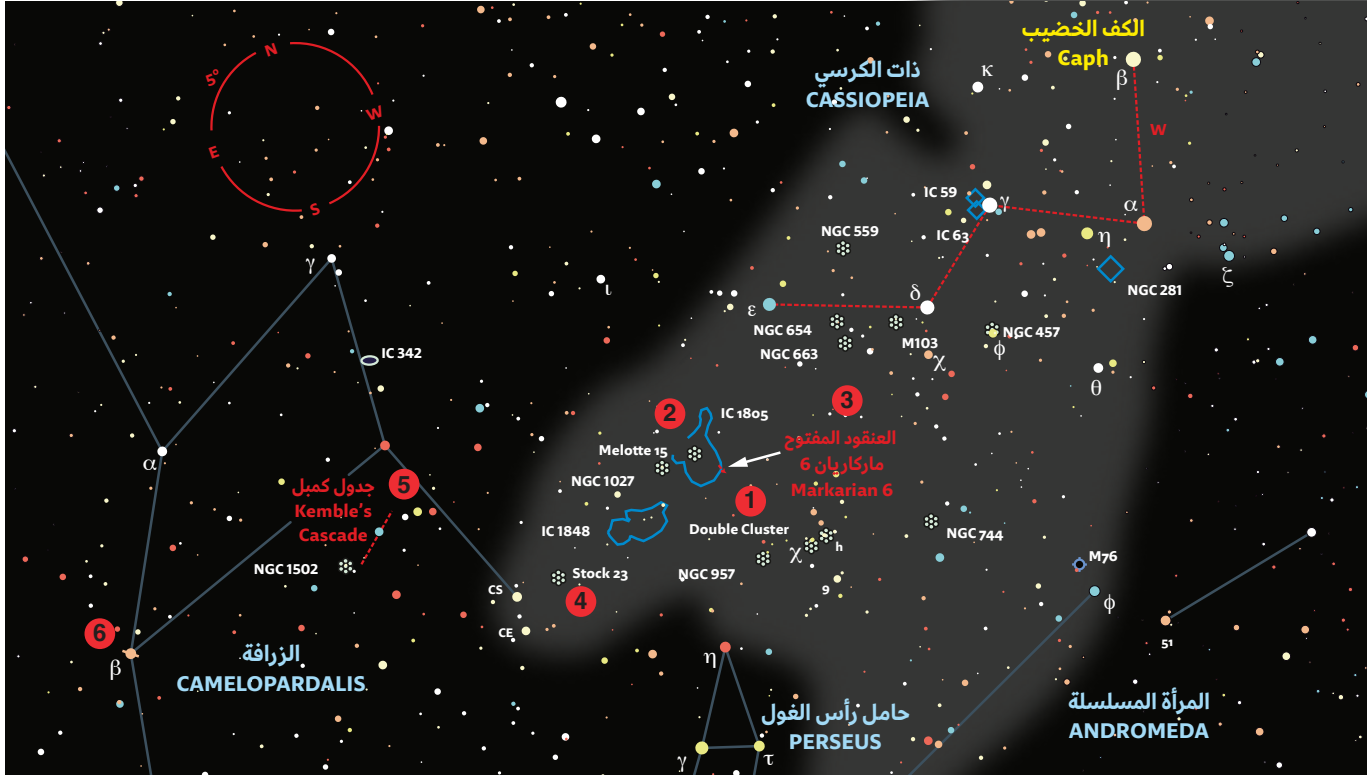 الكف الخضيب
Caph
β
κ
ذات الكرسي
CASSIOPEIA
N
5°
W
E
S
W
IC 59
γ
α
IC 63
η
NGC 559
ζ
γ
ι
NGC 281
δ
ε
NGC 654
M103
NGC 457
φ
NGC 663
χ
θ
IC 342
3
2
IC 1805
العنقود المفتوح
ماركاريان 6
Markarian 6
Melotte 15
α
NGC 1027
5
جدول كمبل
Kemble's
Cascade
1
Double Cluster
IC 1848
h
χ
NGC 744
M76
NGC 1502
Stock 23
NGC 957
9
CS
4
φ
CE
6
β
51
الزرافة
CAMELOPARDALIS
η
المرأة المسلسلة
ANDROMEDA
حامل رأس الغول
PERSEUS
γ
τ